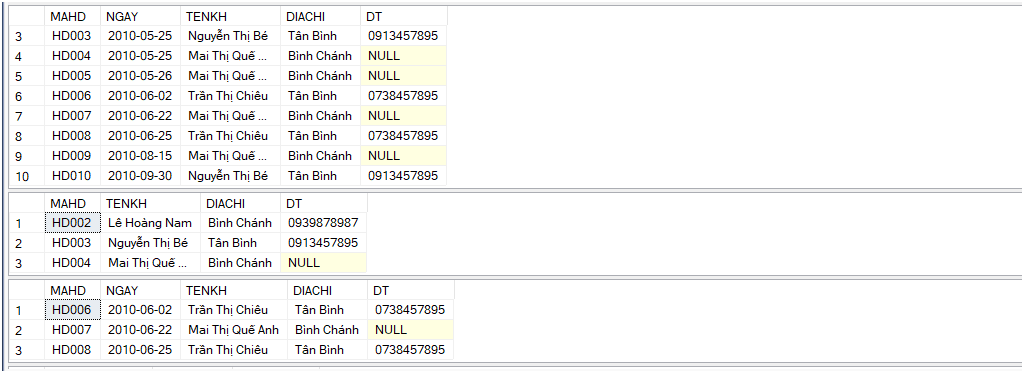 MAHD NGAY TENKH DIACHI DT
3 HD003 2010-05-25 Nguyễn Thị Bé Tân Bình 0913457895
4 HD004 2010-05-25 Mai Thị Quế ... Bình Chánh NULL
5 HD005 2010-05-26 Mai Thị Quế ... Bình Chánh NULL
6 HD006 2010-06-02 Trần Thị Chiêu Tân Bình 0738457895
7 HD007 2010-06-22 Mai Thị Quế ... Bình Chánh NULL
8 HD008 2010-06-25 Trần Thị Chiêu Tân Bình 0738457895
9 HD009 2010-08-15 Mai Thị Quế ... Bình Chánh NULL
10 HD010 2010-09-30 Nguyễn Thị Bé Tân Bình 0913457895
MAHD TENKH DIACHI DT
1 HD002 Lê Hoàng Nam Bình Chánh 0939878987
2 HD003 Nguyễn Thị Bé Tân Bình 0913457895
3 HD004 Mai Thị Quế ... Bình Chánh NULL
MAHD NGAY TENKH DIACHI DT
1 HD006 2010-06-02 Trần Thị Chiêu Tân Bình 0738457895
2 HD007 2010-06-22 Mai Thị Quế Anh Bình Chánh NULL
3 HD008 2010-06-25 Trần Thị Chiêu Tân Bình 0738457895